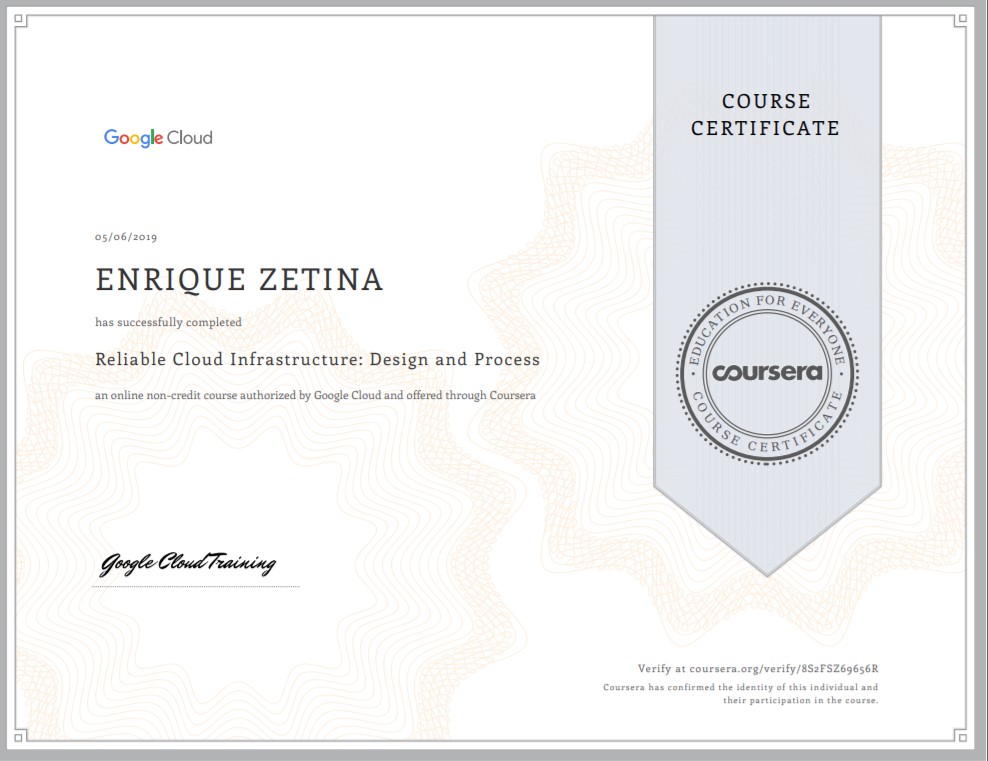 COURSE
CERTIFICATE
Google Cloud
05/06/2019
ENRIQUE ZETINA
has successfully completed
Reliable Cloud Infrastructure: Design and Process
an online non-credit course authorized by Google Cloud and offered through Coursera
EDUCATION FOR EVERYONE
coursera
COURSE CERTIFICATE
Google Cloud Training
Verify at coursera.org/verify/8S2FSZ69656R
Coursera has confirmed the identity of this individual and
their participation in the course.